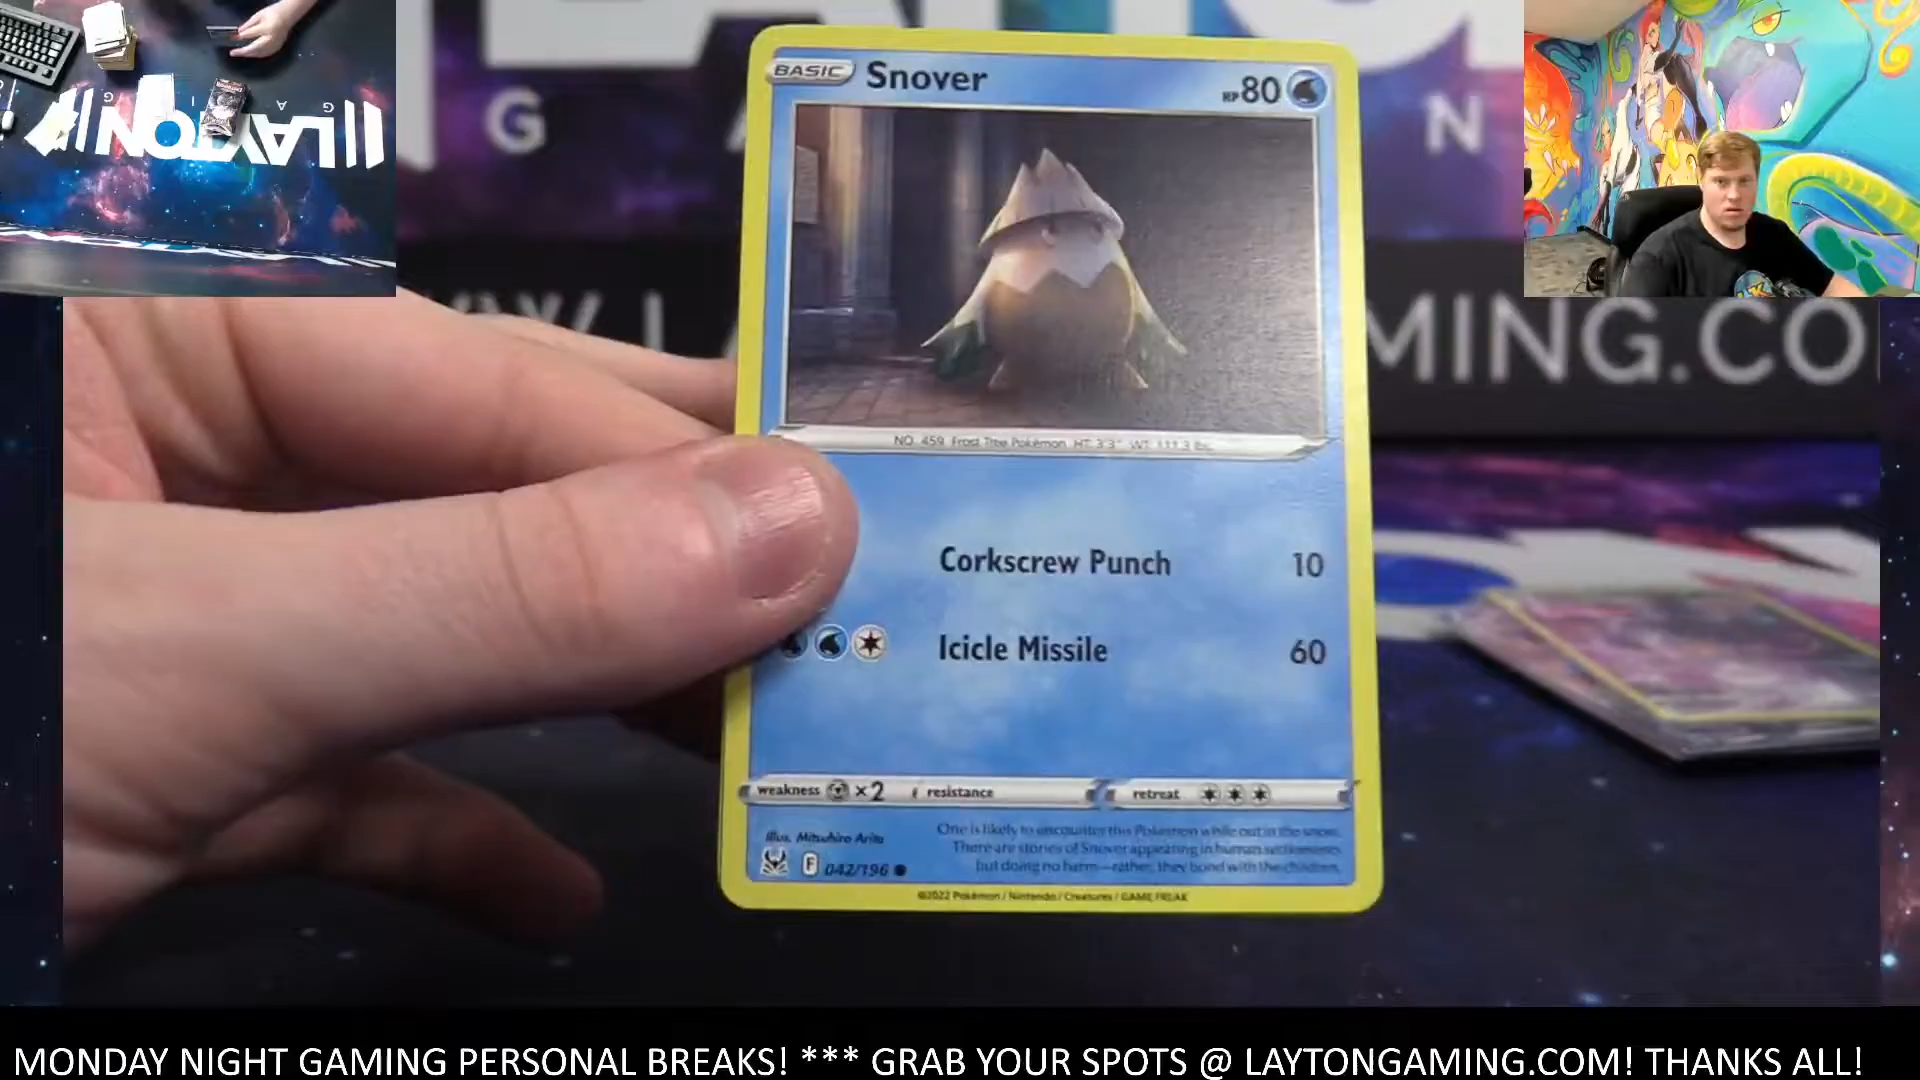 BASIC Snover HP 80
G A N
LAYTON
G
MING.CO
NO. 459 Frost Tree Pokémon HT: 3'3" WT: 111.3 lbs.
Corkscrew Punch 10
Icicle Missile 60
weakness ×2 resistance retreat
Illus. Mitsuhiro Arita
One is likely to encounter this Pokémon while out in the snow.
There are stories of Snover appearing in human settlements
but doing no harm—rather, they bond with the children.
F 042/196
©2022 Pokémon / Nintendo / Creatures / GAME FREAK
MONDAY NIGHT GAMING PERSONAL BREAKS! *** GRAB YOUR SPOTS @ LAYTONGAMING.COM! THANKS ALL!